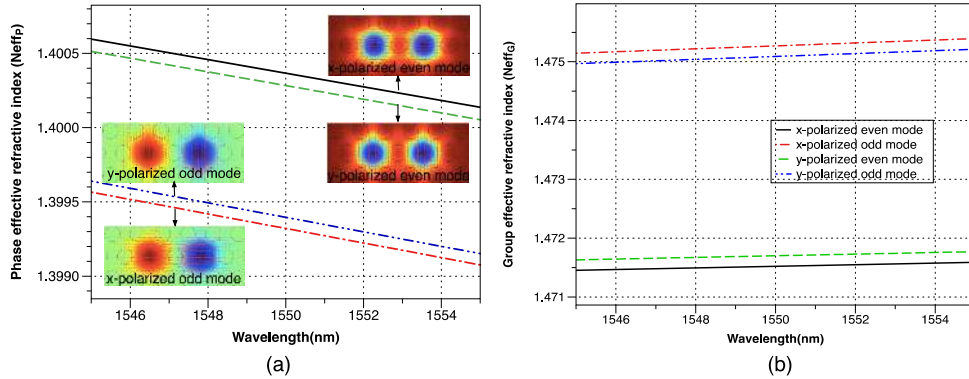 (a)
Phase effective refractive index (NeffP)
1.4005
1.4000
1.3995
1.3990
x-polarized even mode
y-polarized even mode
y-polarized odd mode
x-polarized odd mode
1546 1548 1550 1552 1554
Wavelength(nm)
(a)
(b)
Group effective refractive index (NeffG)
1.475
1.474
1.473
1.472
1.471
x-polarized even mode
x-polarized odd mode
y-polarized even mode
y-polarized odd mode
1546 1548 1550 1552 1554
Wavelength(nm)
(b)